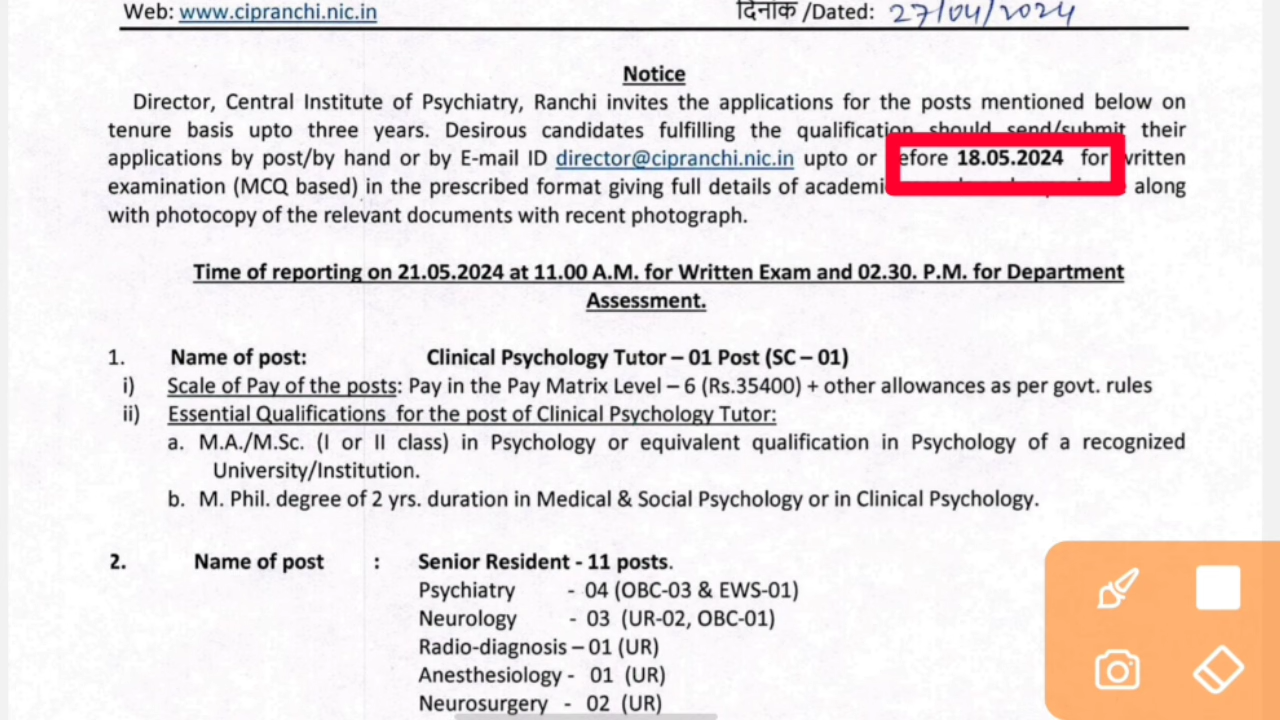 Web: www.cipranchi.nic.in दिनांक /Dated: 27/04/2024
Notice
Director, Central Institute of Psychiatry, Ranchi invites the applications for the posts mentioned below on
tenure basis upto three years. Desirous candidates fulfilling the qualification should send/submit their
applications by post/by hand or by E-mail ID director@cipranchi.nic.in upto or efore 18.05.2024 for written
examination (MCQ based) in the prescribed format giving full details of academi along
with photocopy of the relevant documents with recent photograph.
Time of reporting on 21.05.2024 at 11.00 A.M. for Written Exam and 02.30. P.M. for Department
Assessment.
1. Name of post: Clinical Psychology Tutor – 01 Post (SC – 01)
i) Scale of Pay of the posts: Pay in the Pay Matrix Level – 6 (Rs.35400) + other allowances as per govt. rules
ii) Essential Qualifications for the post of Clinical Psychology Tutor:
a. M.A./M.Sc. (I or II class) in Psychology or equivalent qualification in Psychology of a recognized
University/Institution.
b. M. Phil. degree of 2 yrs. duration in Medical & Social Psychology or in Clinical Psychology.
2. Name of post : Senior Resident - 11 posts.
Psychiatry - 04 (OBC-03 & EWS-01)
Neurology - 03 (UR-02, OBC-01)
Radio-diagnosis – 01 (UR)
Anesthesiology - 01 (UR)
Neurosurgery - 02 (UR)